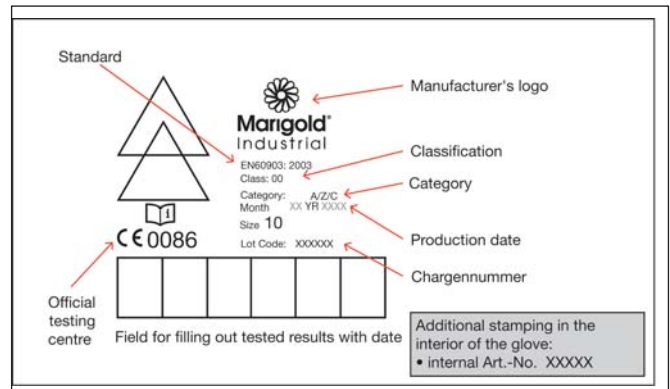 Standard
Manufacturer's logo
Marigold®
Industrial
EN60903: 2003
Class: 00
Classification
Category: A/Z/C
Category
Month XX YR XXXX
Size 10
Production date
i
CE 0086
Lot Code: XXXXXX
Chargennummer
Official
testing
centre
Field for filling out tested results with date
Additional stamping in the
interior of the glove:
• internal Art.-No. XXXXX